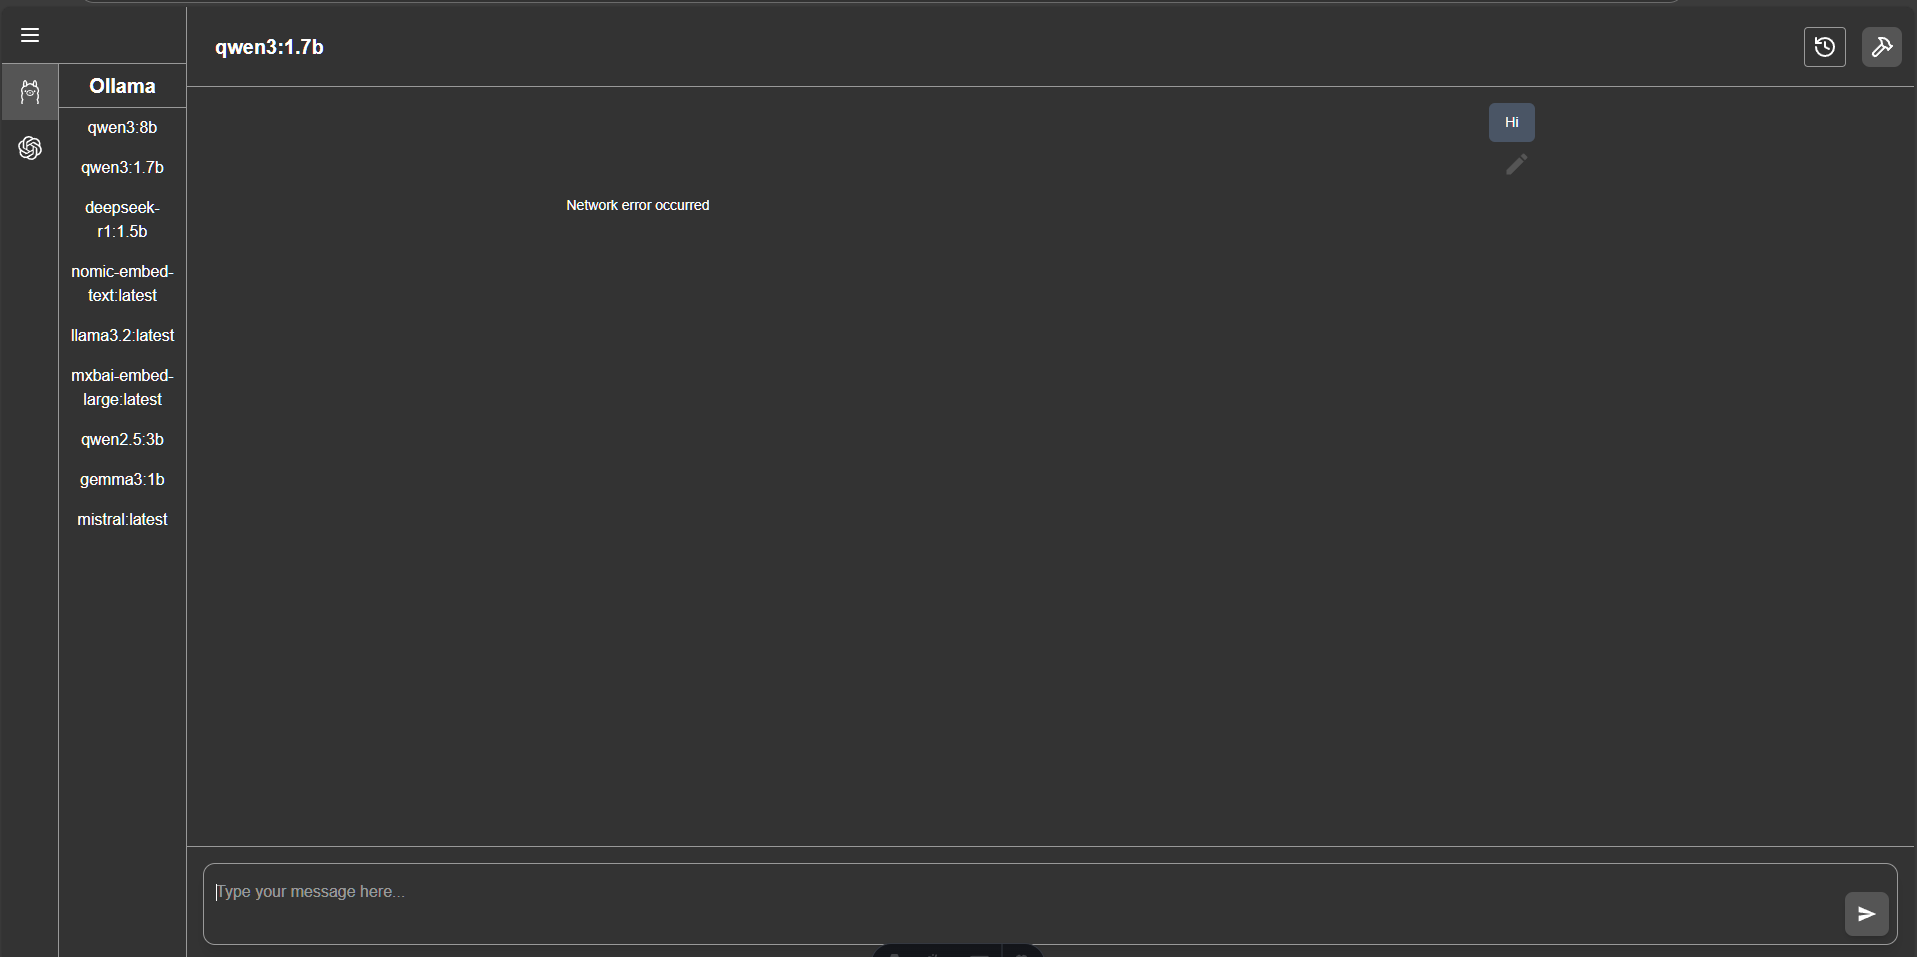 qwen3:1.7b
Ollama
qwen3:8b
qwen3:1.7b
deepseek-
r1:1.5b
nomic-embed-
text:latest
llama3.2:latest
mxbai-embed-
large:latest
qwen2.5:3b
gemma3:1b
mistral:latest
Hi
Network error occurred
Type your message here...